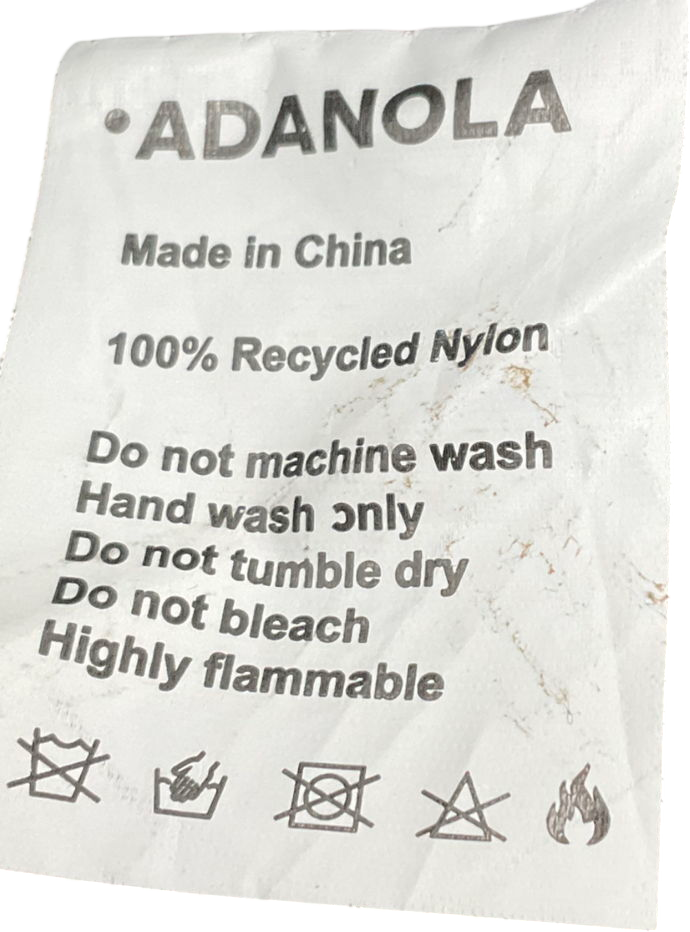 •ADANOLA
Made in China
100% Recycled Nylon
Do not machine wash
Hand wash only
Do not tumble dry
Do not bleach
Highly flammable